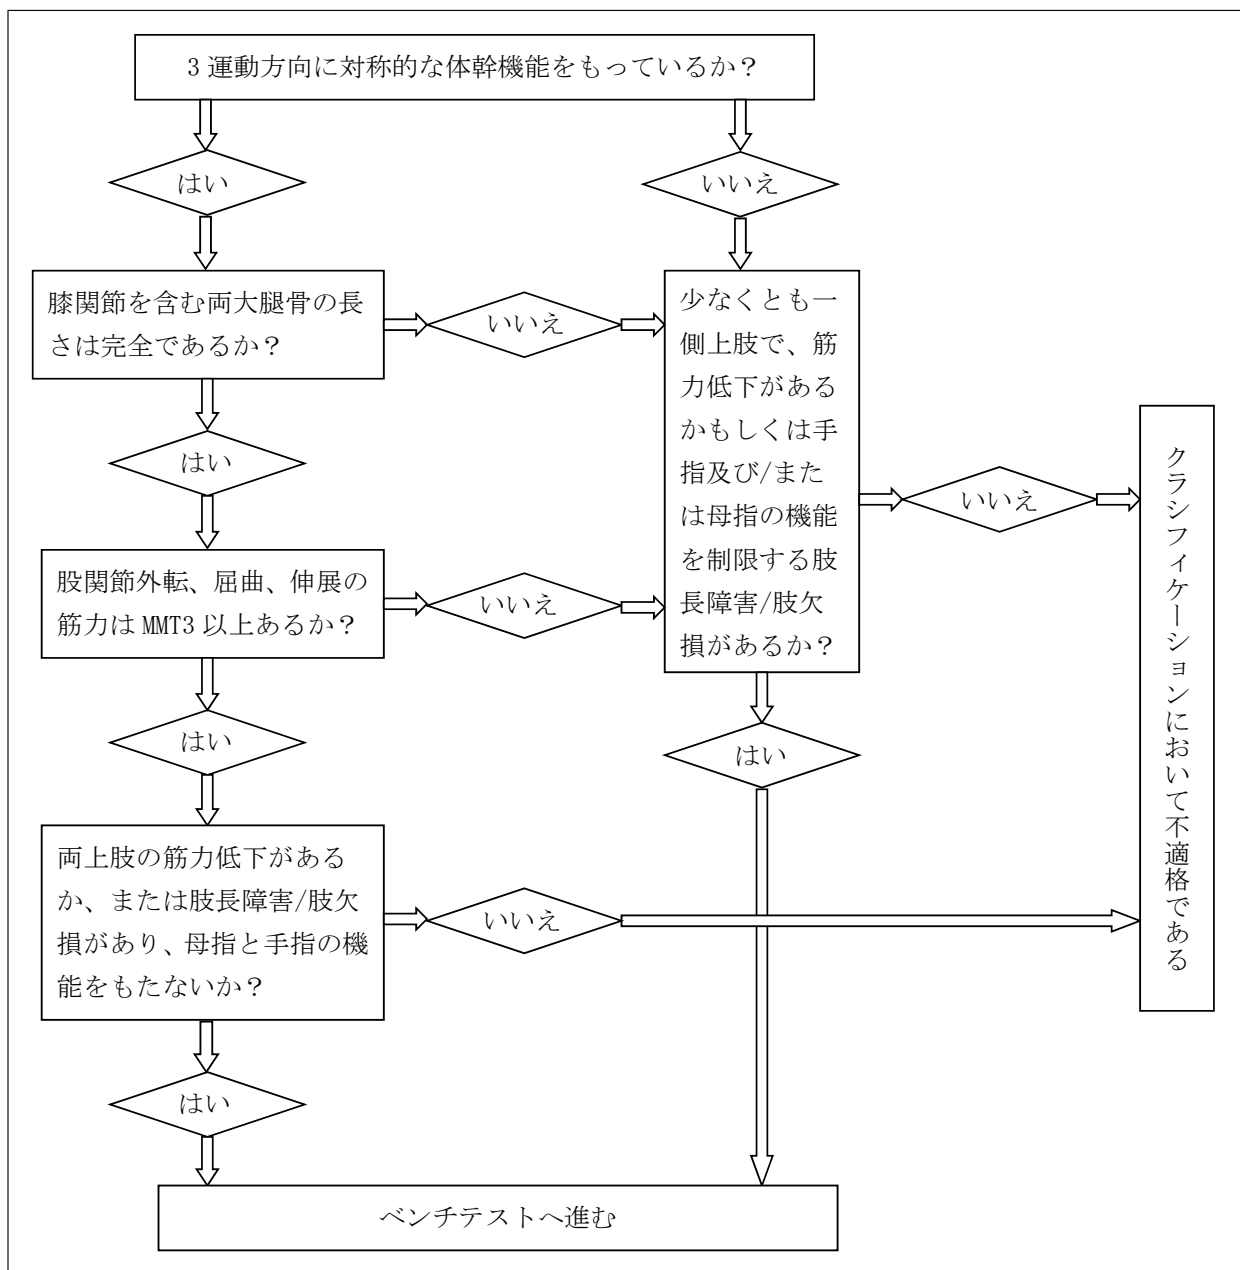 3 運動方向に対称的な体幹機能をもっているか？
はい
いいえ
膝関節を含む両大腿骨の長
さは完全であるか？
いいえ
少なくとも一
側上肢で、筋
力低下がある
かもしくは手
指及び/また
は母指の機能
を制限する肢
長障害/肢欠
損があるか？
いいえ
クラシフィケーションにおいて不適格である
はい
股関節外転、屈曲、伸展の
筋力は MMT3 以上あるか？
いいえ
はい
はい
両上肢の筋力低下がある
か、または肢長障害/肢欠
損があり、母指と手指の機
能をもたないか？
いいえ
はい
ベンチテストへ進む